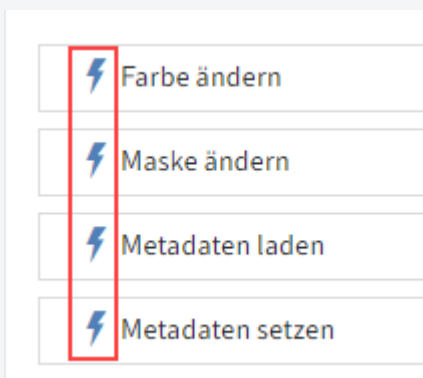 Farbe ändern
Maske ändern
Metadaten laden
Metadaten setzen